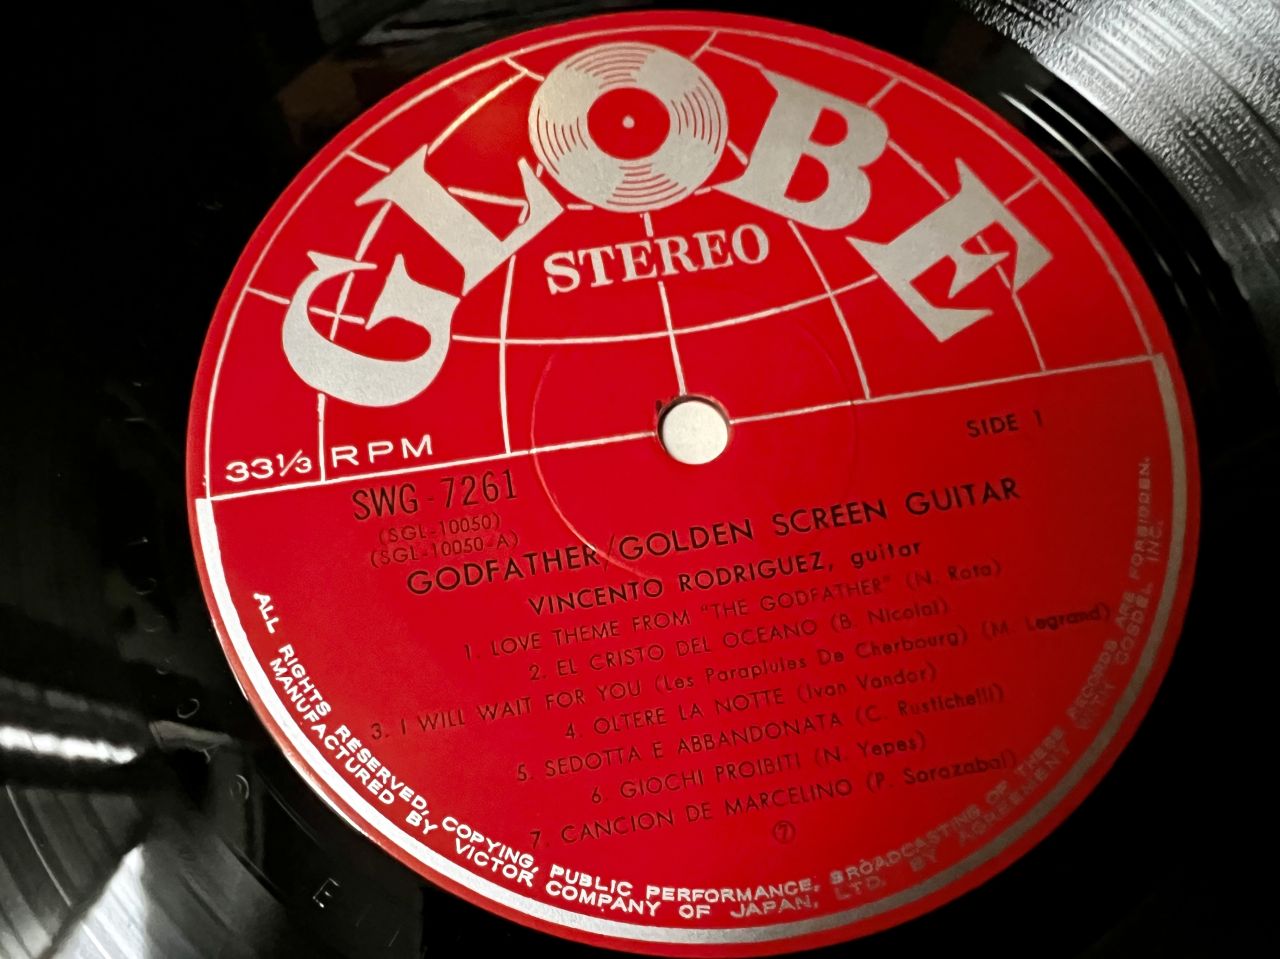 GLOBE
STEREO
33⅓ RPM
SIDE 1
SWG-7261
(SGL-10050)
(SGL-10050-A)
GODFATHER/GOLDEN SCREEN GUITAR
VINCENTO RODRIGUEZ, guitar
1. LOVE THEME FROM "THE GODFATHER" (N. Rota)
2. EL CRISTO DEL OCEANO (B. Nicolai)
3. I WILL WAIT FOR YOU (Les Parapluies De Cherbourg) (M. Legrand)
4 OLTERE LA NOTTE (Ivan Vandor)
5. SEDOTTA E ABBANDONATA (C. Rustichelli)
6 GIOCHI PROIBITI (N. Yepes)
7. CANCION DE MARCELINO (P. Sorozabal)
⑦
ALL RIGHTS RESERVED, COPYING, PUBLIC PERFORMANCE, BROADCASTING OF THESE RECORDS ARE FORBIDDEN.
MANUFACTURED BY VICTOR COMPANY OF JAPAN, LTD. BY AGREEMENT WITH GOSDEL INC.
E